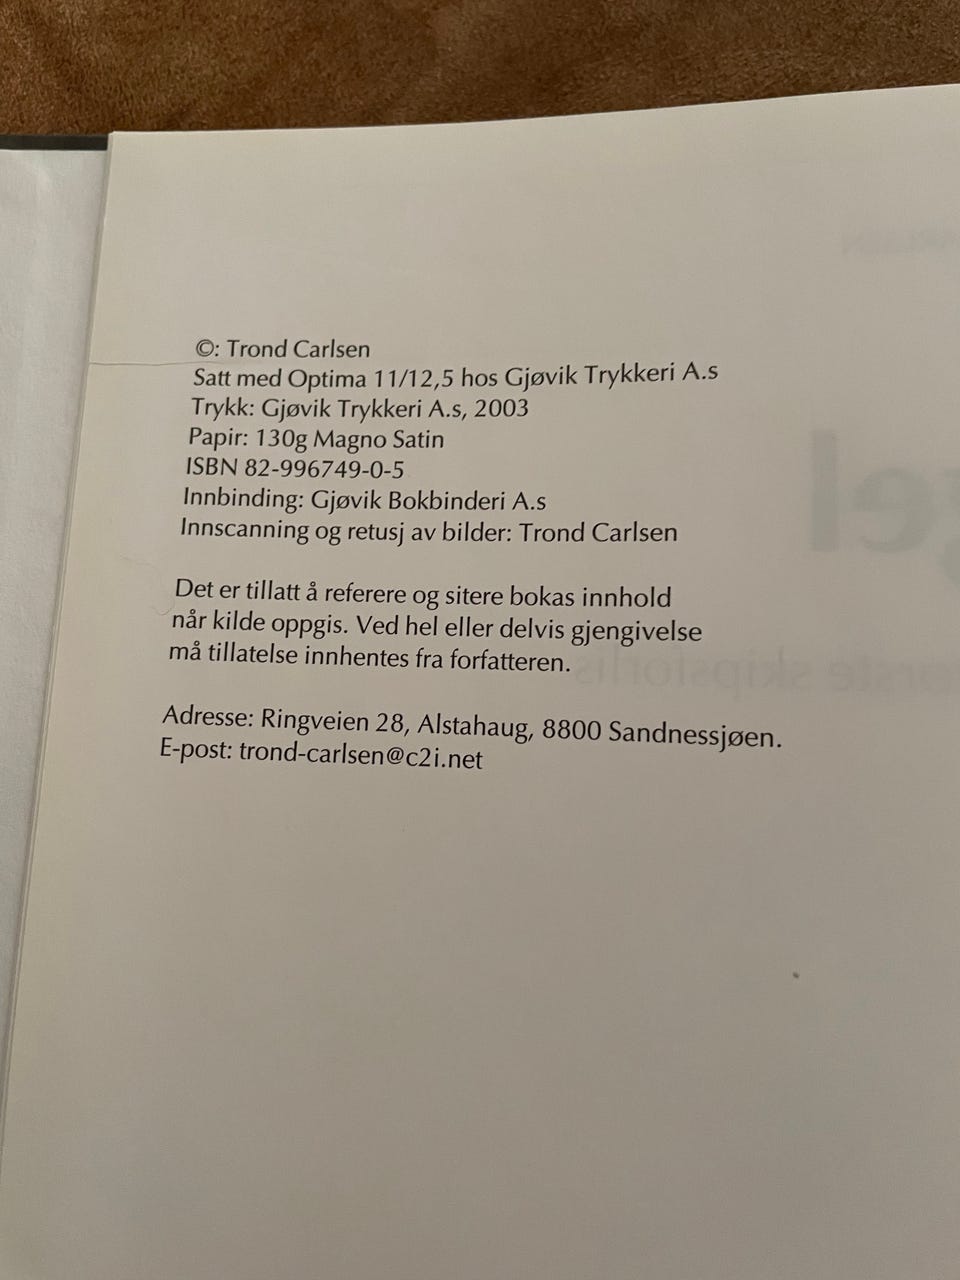 ©: Trond Carlsen
Satt med Optima 11/12,5 hos Gjøvik Trykkeri A.s
Trykk: Gjøvik Trykkeri A.s, 2003
Papir: 130g Magno Satin
ISBN 82-996749-0-5
Innbinding: Gjøvik Bokbinderi A.s
Innscanning og retusj av bilder: Trond Carlsen
Det er tillatt å referere og sitere bokas innhold
når kilde oppgis. Ved hel eller delvis gjengivelse
må tillatelse innhentes fra forfatteren.
Adresse: Ringveien 28, Alstahaug, 8800 Sandnessjøen.
E-post: trond-carlsen@c2i.net